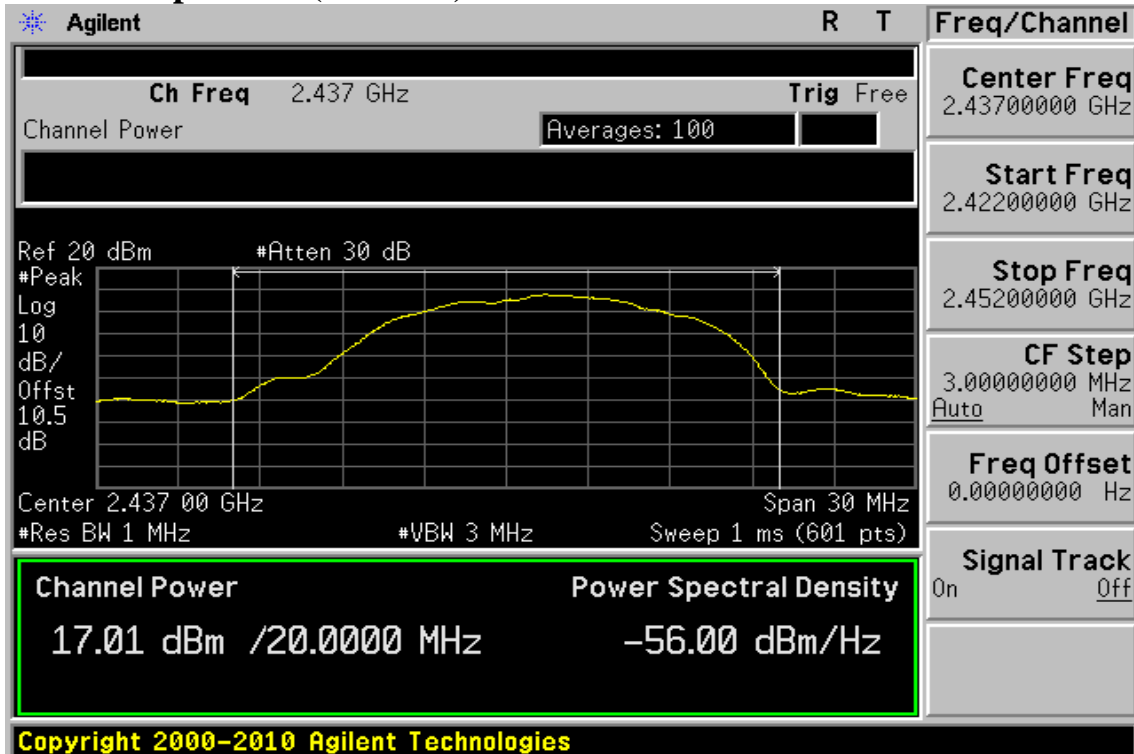 Agilent R T
Ch Freq 2.437 GHz Trig Free
Channel Power Averages: 100
Ref 20 dBm #Atten 30 dB
#Peak
Log
10
dB/
Offst
10.5
dB
Center 2.437 00 GHz Span 30 MHz
#Res BW 1 MHz #VBW 3 MHz Sweep 1 ms (601 pts)
Channel Power Power Spectral Density
17.01 dBm /20.0000 MHz -56.00 dBm/Hz
Copyright 2000-2010 Agilent Technologies
Freq/Channel
Center Freq
2.43700000 GHz
Start Freq
2.42200000 GHz
Stop Freq
2.45200000 GHz
CF Step
3.00000000 MHz
Auto Man
Freq Offset
0.00000000 Hz
Signal Track
On Off